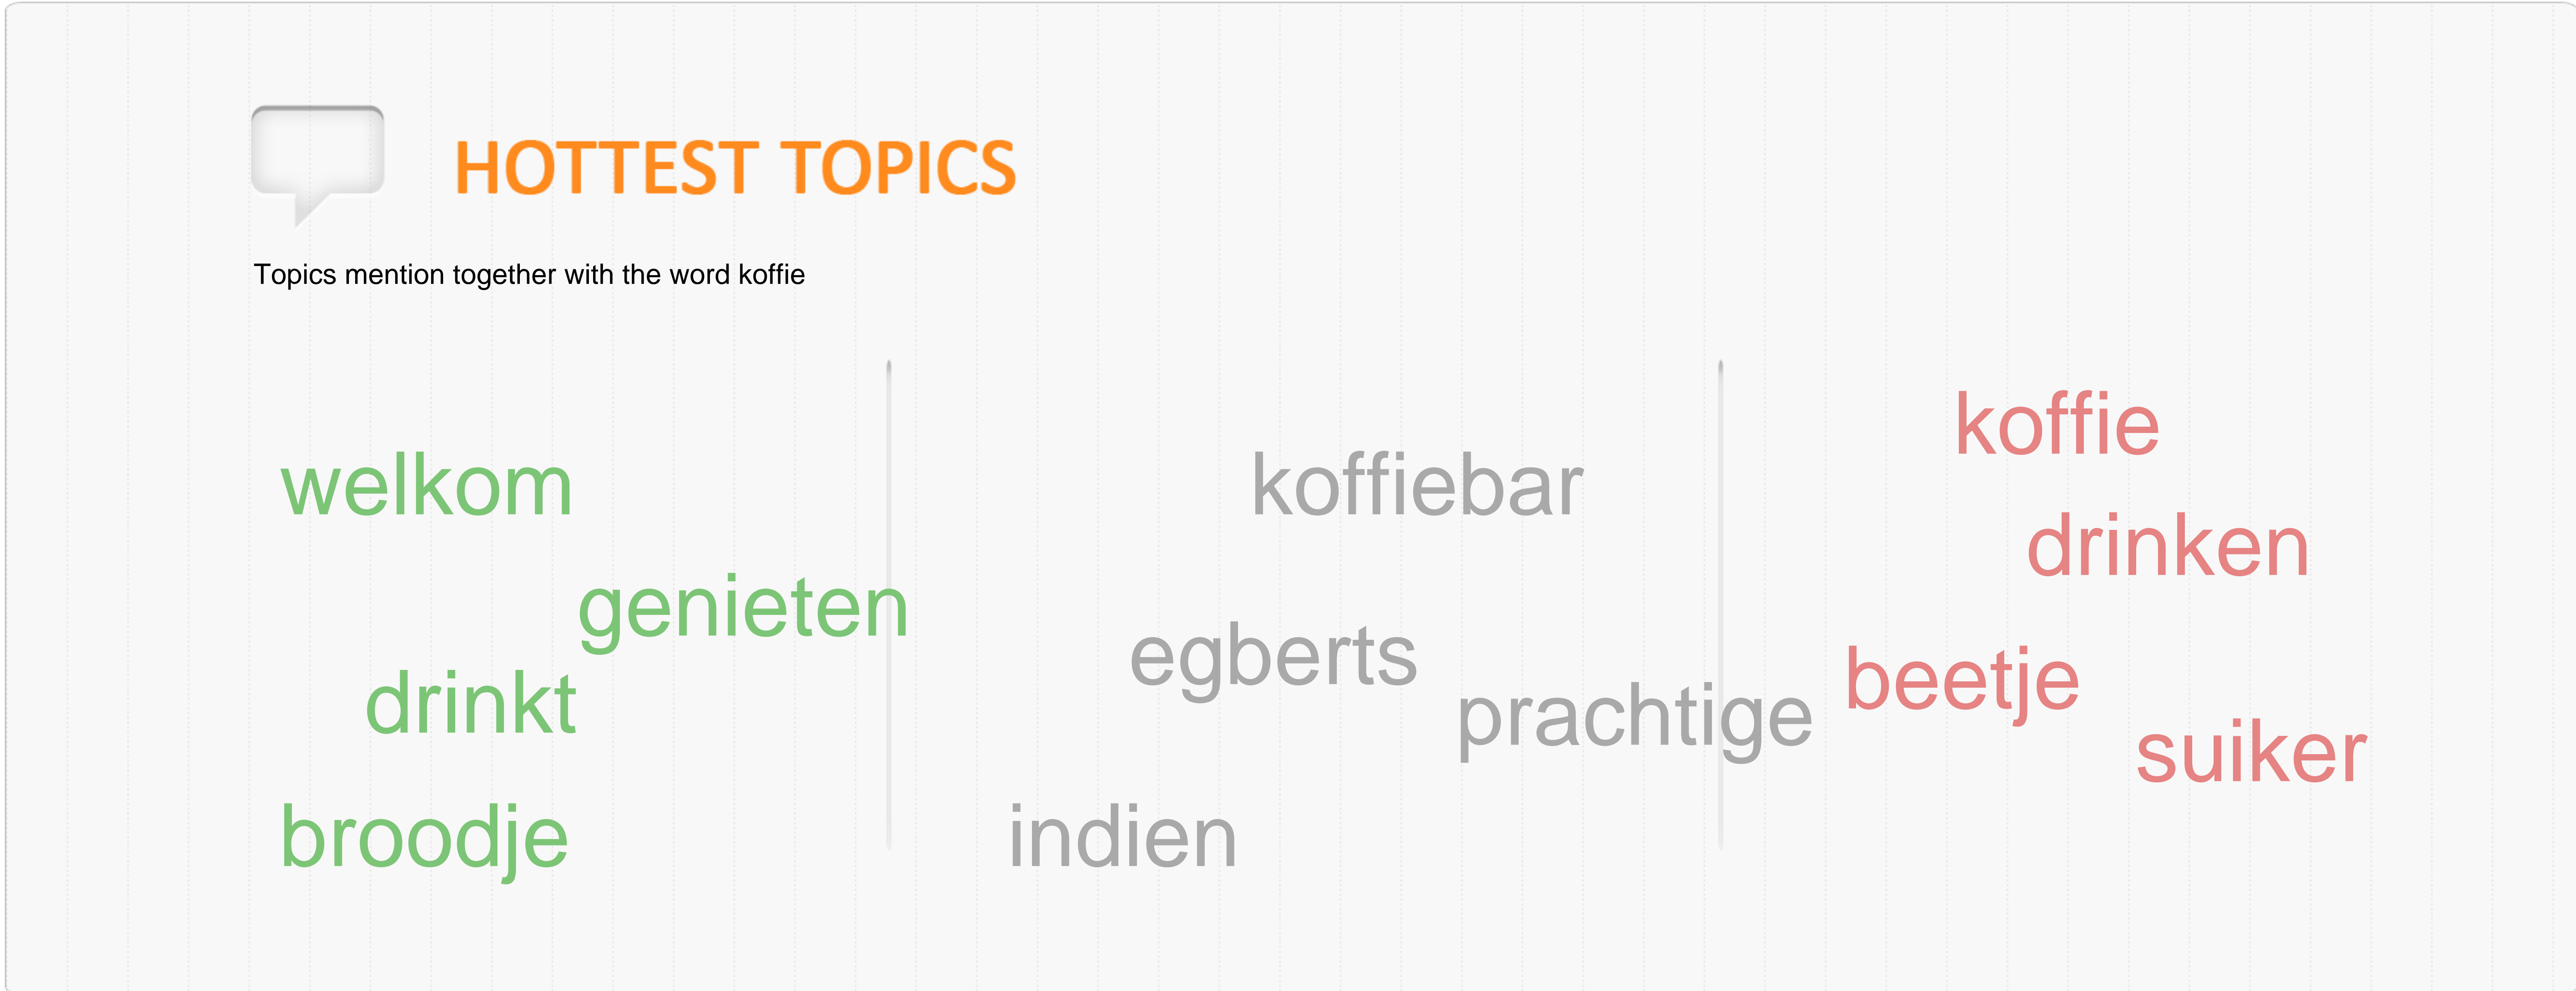 HOTTEST TOPICS
Topics mention together with the word koffie
welkom
genieten
drinkt
broodje
koffiebar
egberts
prachtige
indien
koffie
drinken
beetje
suiker